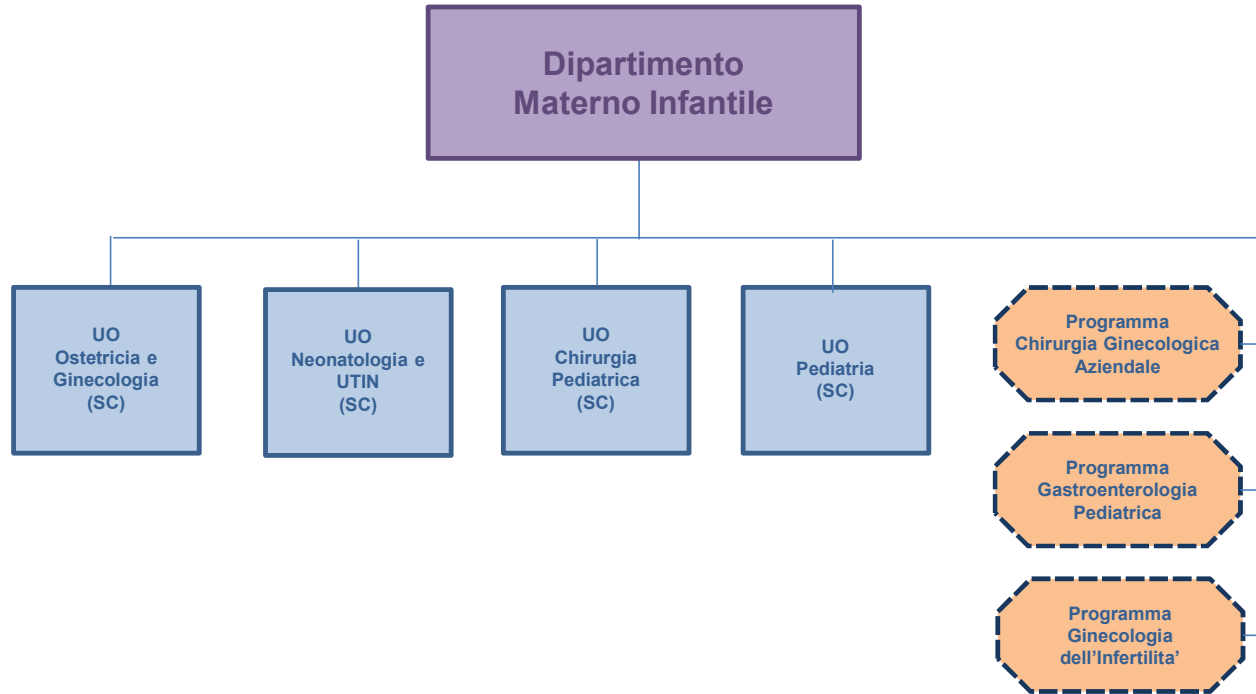 Dipartimento
Materno Infantile
UO
Ostetricia e
Ginecologia
(SC)
UO
Neonatologia e
UTIN
(SC)
UO
Chirurgia
Pediatrica
(SC)
UO
Pediatria
(SC)
Programma
Chirurgia Ginecologica
Aziendale
Programma
Gastroenterologia
Pediatrica
Programma
Ginecologia
dell’Infertilita’